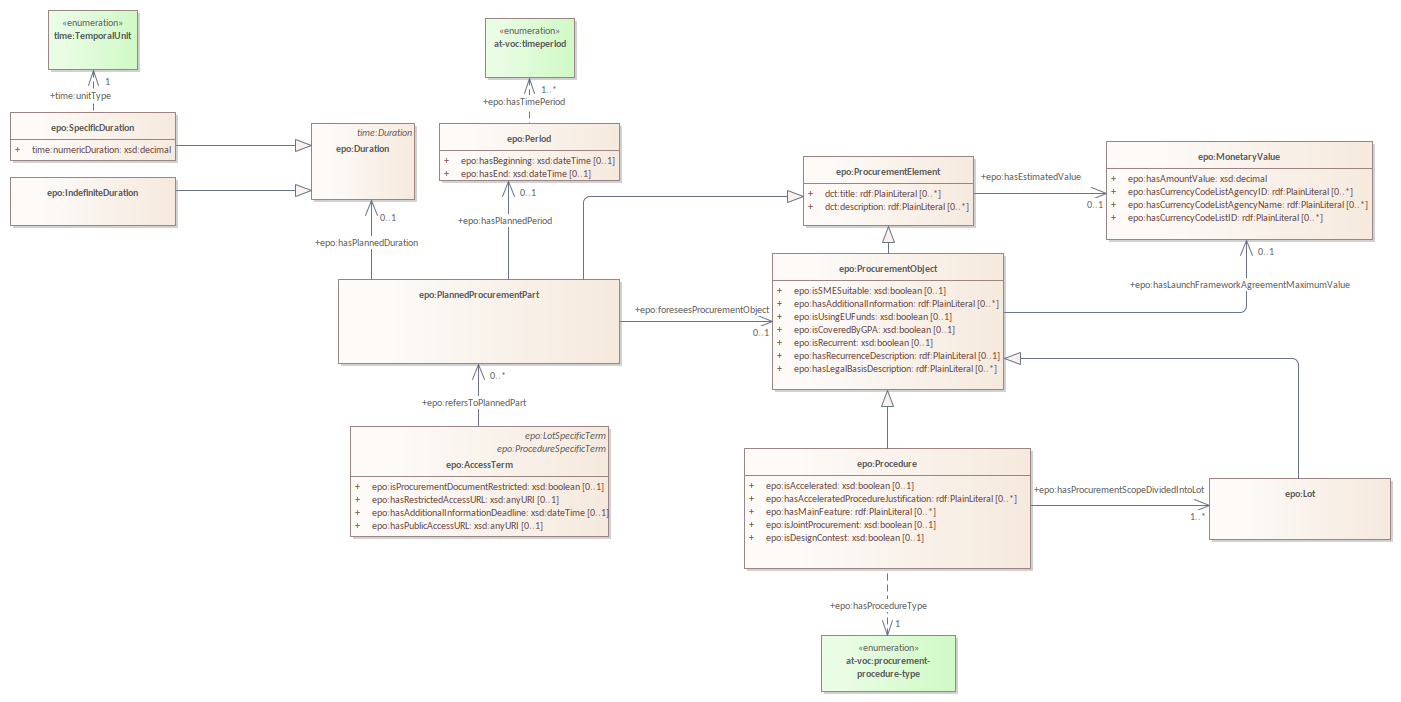 «enumeration»
time:TemporalUnit
1
+time:unitType
epo:SpecificDuration
+ time:numericDuration: xsd:decimal
epo:IndefiniteDuration
time:Duration
epo:Duration
0..1
+epo:hasPlannedDuration
«enumeration»
at-voc:timeperiod
1..*
+epo:hasTimePeriod
epo:Period
+ epo:hasBeginning: xsd:dateTime [0..1]
+ epo:hasEnd: xsd:dateTime [0..1]
0..1
+epo:hasPlannedPeriod
epo:PlannedProcurementPart
+epo:foreseesProcurementObject
0..1
0..*
+epo:refersToPlannedPart
epo:LotSpecificTerm
epo:ProcedureSpecificTerm
epo:AccessTerm
+ epo:isProcurementDocumentRestricted: xsd:boolean [0..1]
+ epo:hasRestrictedAccessURL: xsd:anyURI [0..1]
+ epo:hasAdditionalInformationDeadline: xsd:dateTime [0..1]
+ epo:hasPublicAccessURL: xsd:anyURI [0..1]
epo:ProcurementElement
+ dct:title: rdf:PlainLiteral [0..*]
+ dct:description: rdf:PlainLiteral [0..*]
+epo:hasEstimatedValue
0..1
epo:MonetaryValue
+ epo:hasAmountValue: xsd:decimal
+ epo:hasCurrencyCodeListAgencyID: rdf:PlainLiteral [0..*]
+ epo:hasCurrencyCodeListAgencyName: rdf:PlainLiteral [0..*]
+ epo:hasCurrencyCodeListID: rdf:PlainLiteral [0..*]
0..1
+epo:hasLaunchFrameworkAgreementMaximumValue
epo:ProcurementObject
+ epo:isSMESuitable: xsd:boolean [0..1]
+ epo:hasAdditionalInformation: rdf:PlainLiteral [0..*]
+ epo:isUsingEUFunds: xsd:boolean [0..1]
+ epo:isCoveredByGPA: xsd:boolean [0..1]
+ epo:isRecurrent: xsd:boolean [0..1]
+ epo:hasRecurrenceDescription: rdf:PlainLiteral [0..1]
+ epo:hasLegalBasisDescription: rdf:PlainLiteral [0..*]
epo:Procedure
+ epo:isAccelerated: xsd:boolean [0..1]
+ epo:hasAcceleratedProcedureJustification: rdf:PlainLiteral [0..*]
+ epo:hasMainFeature: rdf:PlainLiteral [0..*]
+ epo:isJointProcurement: xsd:boolean [0..1]
+ epo:isDesignContest: xsd:boolean [0..1]
+epo:hasProcurementScopeDividedIntoLot
1..*
epo:Lot
+epo:hasProcedureType
1
«enumeration»
at-voc:procurement-
procedure-type